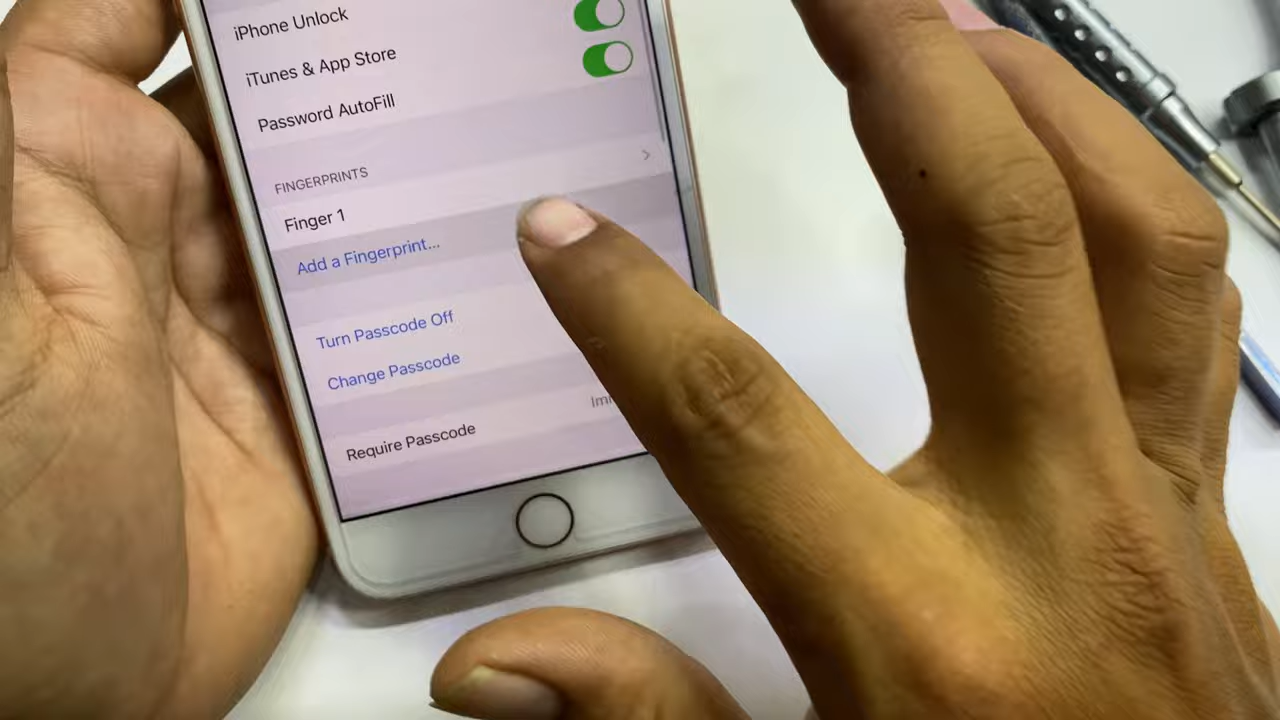 iPhone Unlock
iTunes & App Store
Password AutoFill
FINGERPRINTS
Finger 1
Add a Fingerprint...
Turn Passcode Off
Change Passcode
Require Passcode